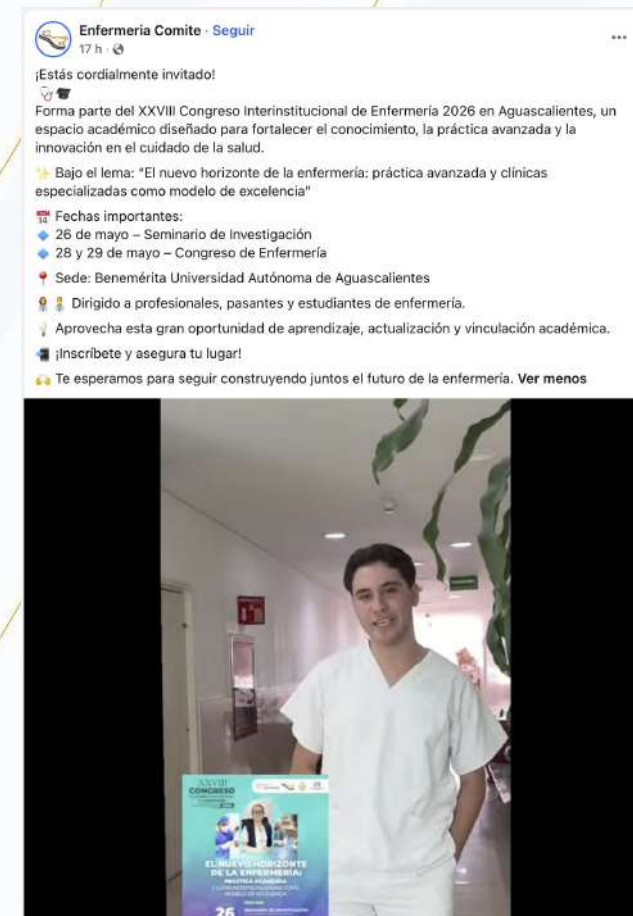 Enfermeria Comite · Seguir
17 h ·
¡Estás cordialmente invitado!
🩺🎓
Forma parte del XXVIII Congreso Interinstitucional de Enfermería 2026 en Aguascalientes, un
espacio académico diseñado para fortalecer el conocimiento, la práctica avanzada y la
innovación en el cuidado de la salud.
✨ Bajo el lema: "El nuevo horizonte de la enfermería: práctica avanzada y clínicas
especializadas como modelo de excelencia"
📅 Fechas importantes:
🔹 26 de mayo – Seminario de Investigación
🔹 28 y 29 de mayo – Congreso de Enfermería
📍 Sede: Benemérita Universidad Autónoma de Aguascalientes
👩‍⚕️👨‍⚕️ Dirigido a profesionales, pasantes y estudiantes de enfermería.
💡 Aprovecha esta gran oportunidad de aprendizaje, actualización y vinculación académica.
📲 ¡Inscríbete y asegura tu lugar!
🙌 Te esperamos para seguir construyendo juntos el futuro de la enfermería. Ver menos
XXVIII
CONGRESO
EL NUEVO HORIZONTE
DE LA ENFERMERÍA:
PRÁCTICA AVANZADA
26